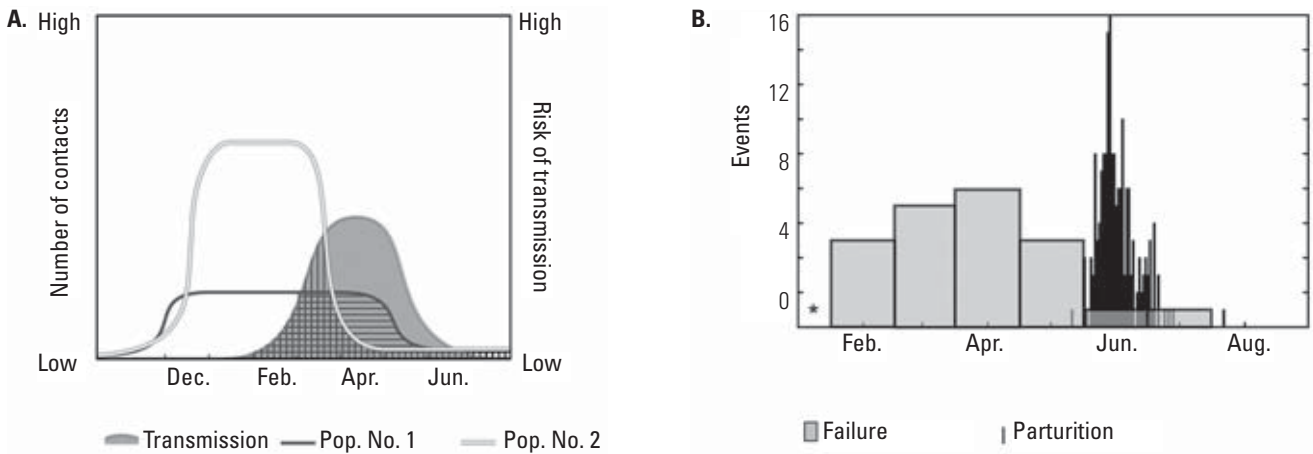 A.
High
High
Number of contacts
Risk of transmission
Low
Low
Dec. Feb. Apr. Jun.
Transmission Pop. No. 1 Pop. No. 2
B.
16
12
8
4
0
Events
*
Feb. Apr. Jun. Aug.
Failure Parturition